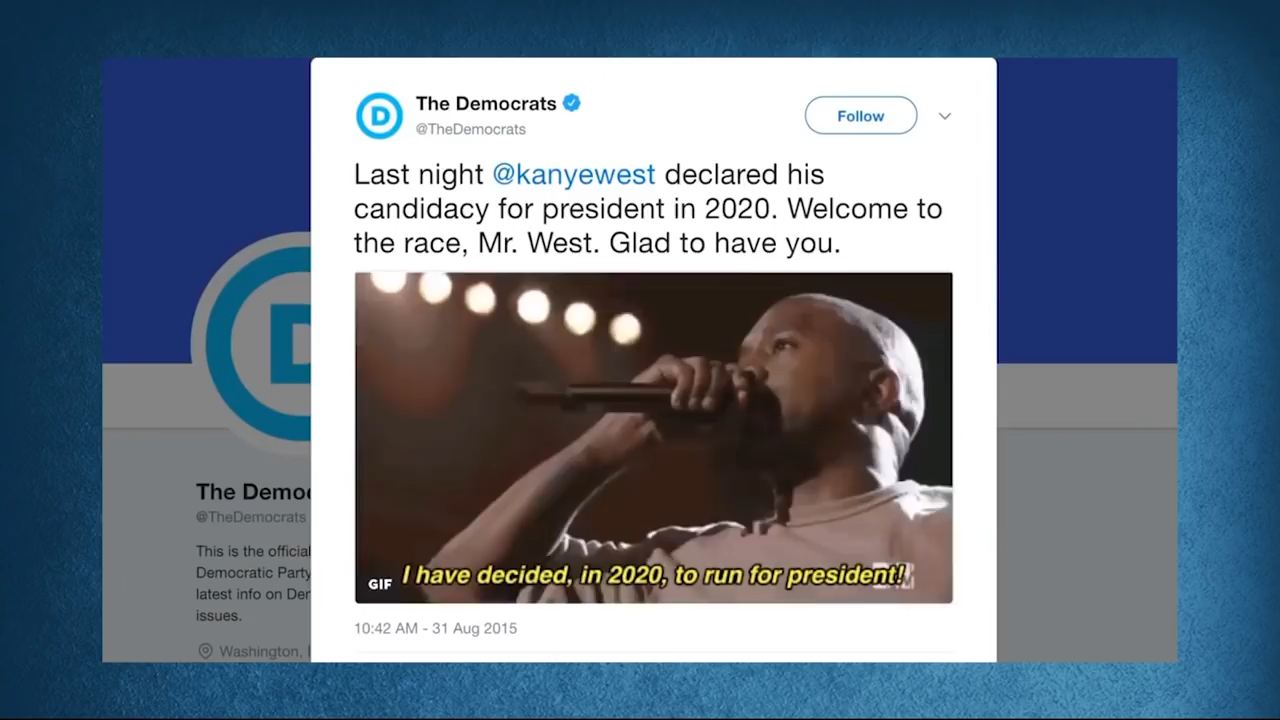 The Democrats
@TheDemocrats
Follow
Last night @kanyewest declared his
candidacy for president in 2020. Welcome to
the race, Mr. West. Glad to have you.
GIF
I have decided, in 2020, to run for president!
10:42 AM - 31 Aug 2015
D
D
The Demo
@TheDemocrats
This is the official
Democratic Party
latest info on De
issues.
Washington,